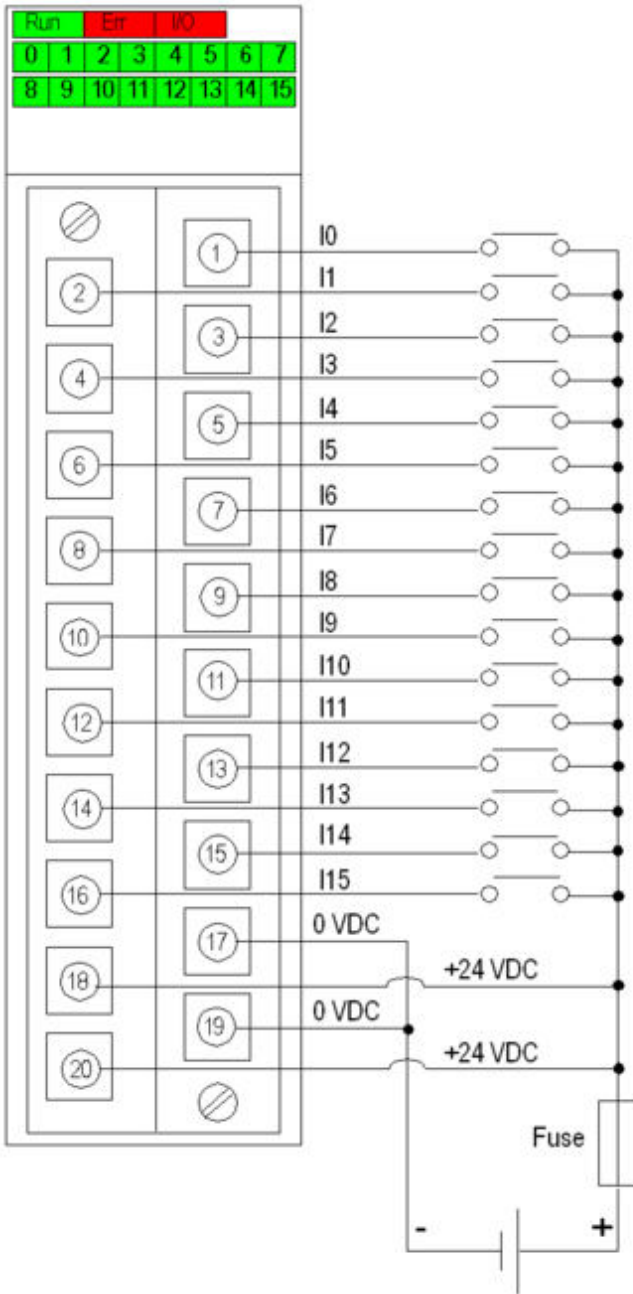 Run Err I/O
0 1 2 3 4 5 6 7
8 9 10 11 12 13 14 15
1 I0
2 I1
3 I2
4 I3
5 I4
6 I5
7 I6
8 I7
9 I8
10 I9
11 I10
12 I11
13 I12
14 I13
15 I14
16 I15
17 0 VDC
18 +24 VDC
19 0 VDC
20 +24 VDC
Fuse
- +